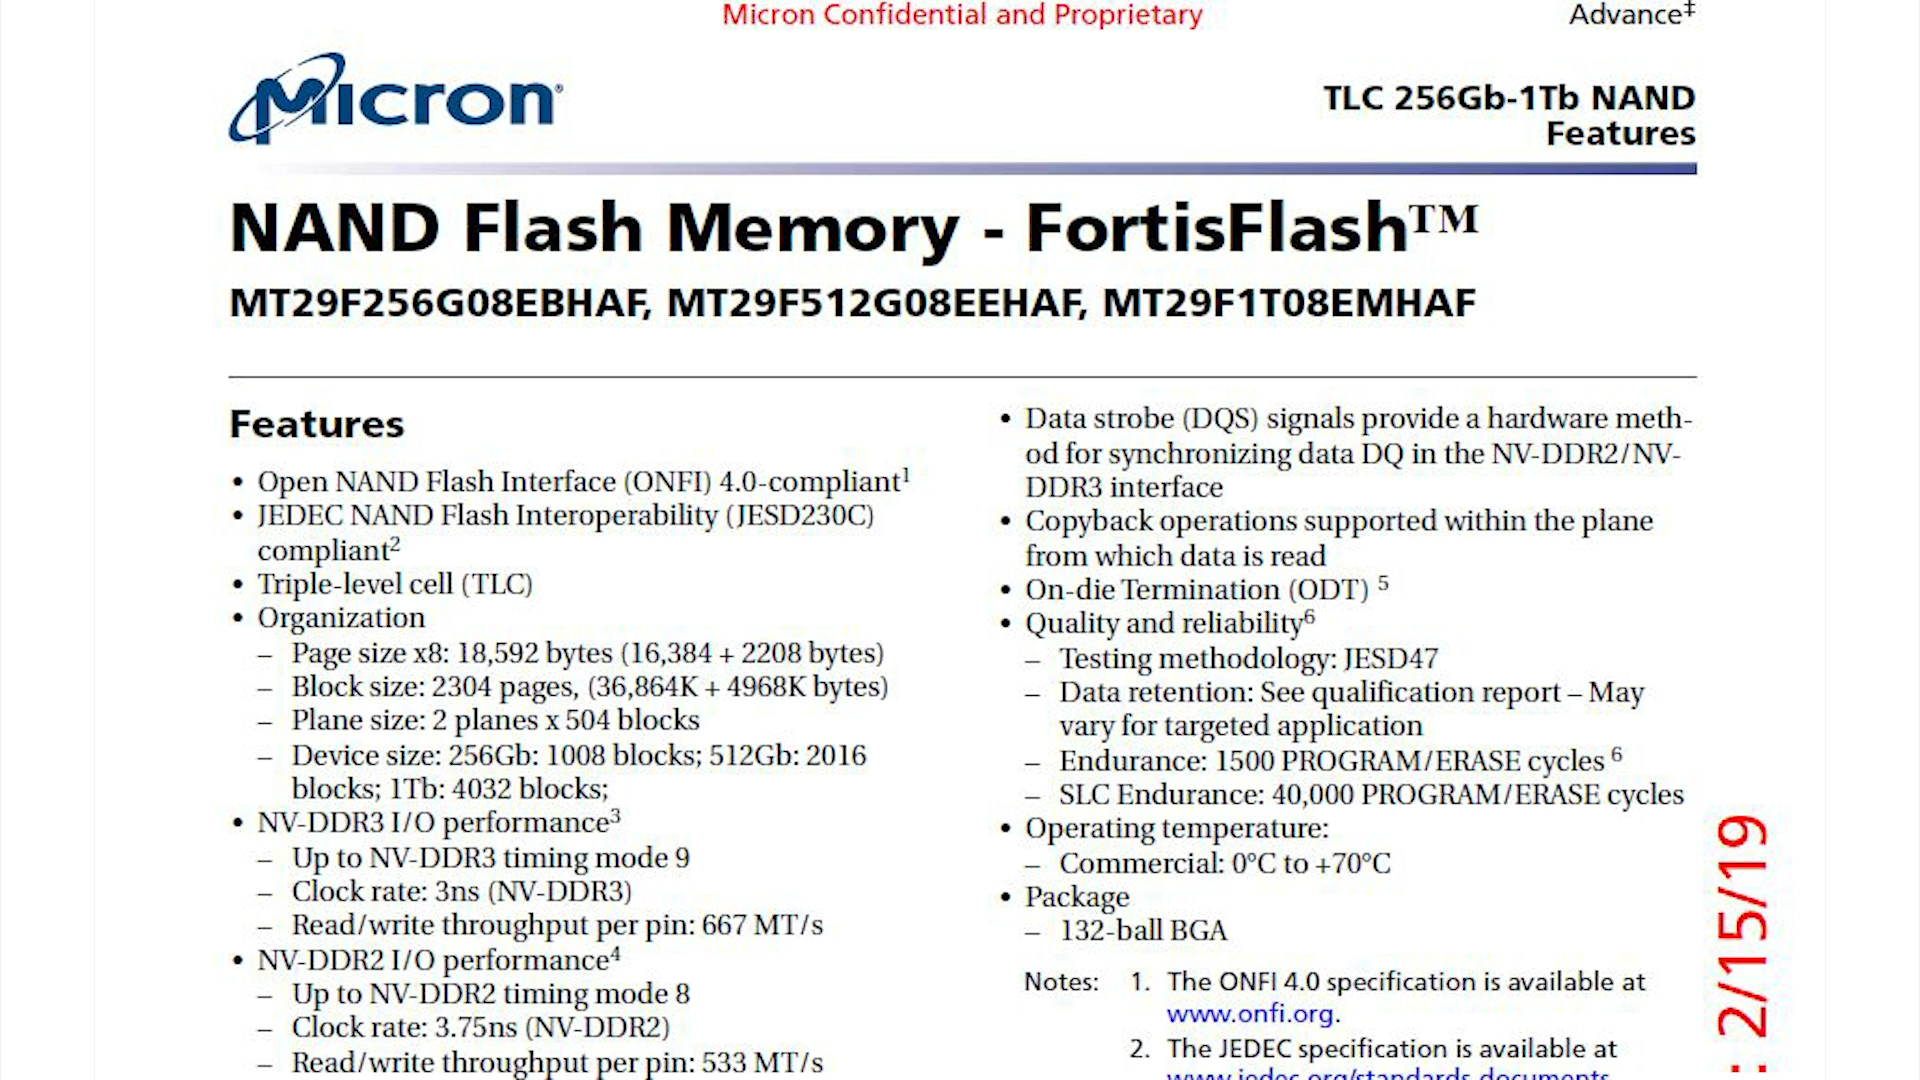 Micron Confidential and Proprietary
Advance‡
Micron®
TLC 256Gb-1Tb NAND
Features
NAND Flash Memory - FortisFlash™
MT29F256G08EBHAF, MT29F512G08EEHAF, MT29F1T08EMHAF
Features
• Open NAND Flash Interface (ONFI) 4.0-compliant1
• JEDEC NAND Flash Interoperability (JESD230C)
compliant2
• Triple-level cell (TLC)
• Organization
– Page size x8: 18,592 bytes (16,384 + 2208 bytes)
– Block size: 2304 pages, (36,864K + 4968K bytes)
– Plane size: 2 planes x 504 blocks
– Device size: 256Gb: 1008 blocks; 512Gb: 2016
blocks; 1Tb: 4032 blocks;
• NV-DDR3 I/O performance3
– Up to NV-DDR3 timing mode 9
– Clock rate: 3ns (NV-DDR3)
– Read/write throughput per pin: 667 MT/s
• NV-DDR2 I/O performance4
– Up to NV-DDR2 timing mode 8
– Clock rate: 3.75ns (NV-DDR2)
– Read/write throughput per pin: 533 MT/s
• Data strobe (DQS) signals provide a hardware meth-
od for synchronizing data DQ in the NV-DDR2/NV-
DDR3 interface
• Copyback operations supported within the plane
from which data is read
• On-die Termination (ODT) 5
• Quality and reliability6
– Testing methodology: JESD47
– Data retention: See qualification report – May
vary for targeted application
– Endurance: 1500 PROGRAM/ERASE cycles 6
– SLC Endurance: 40,000 PROGRAM/ERASE cycles
• Operating temperature:
– Commercial: 0°C to +70°C
• Package
– 132-ball BGA
Notes: 1. The ONFI 4.0 specification is available at
www.onfi.org.
2. The JEDEC specification is available at
www.jedec.org/standards-documents.
: 2/15/19